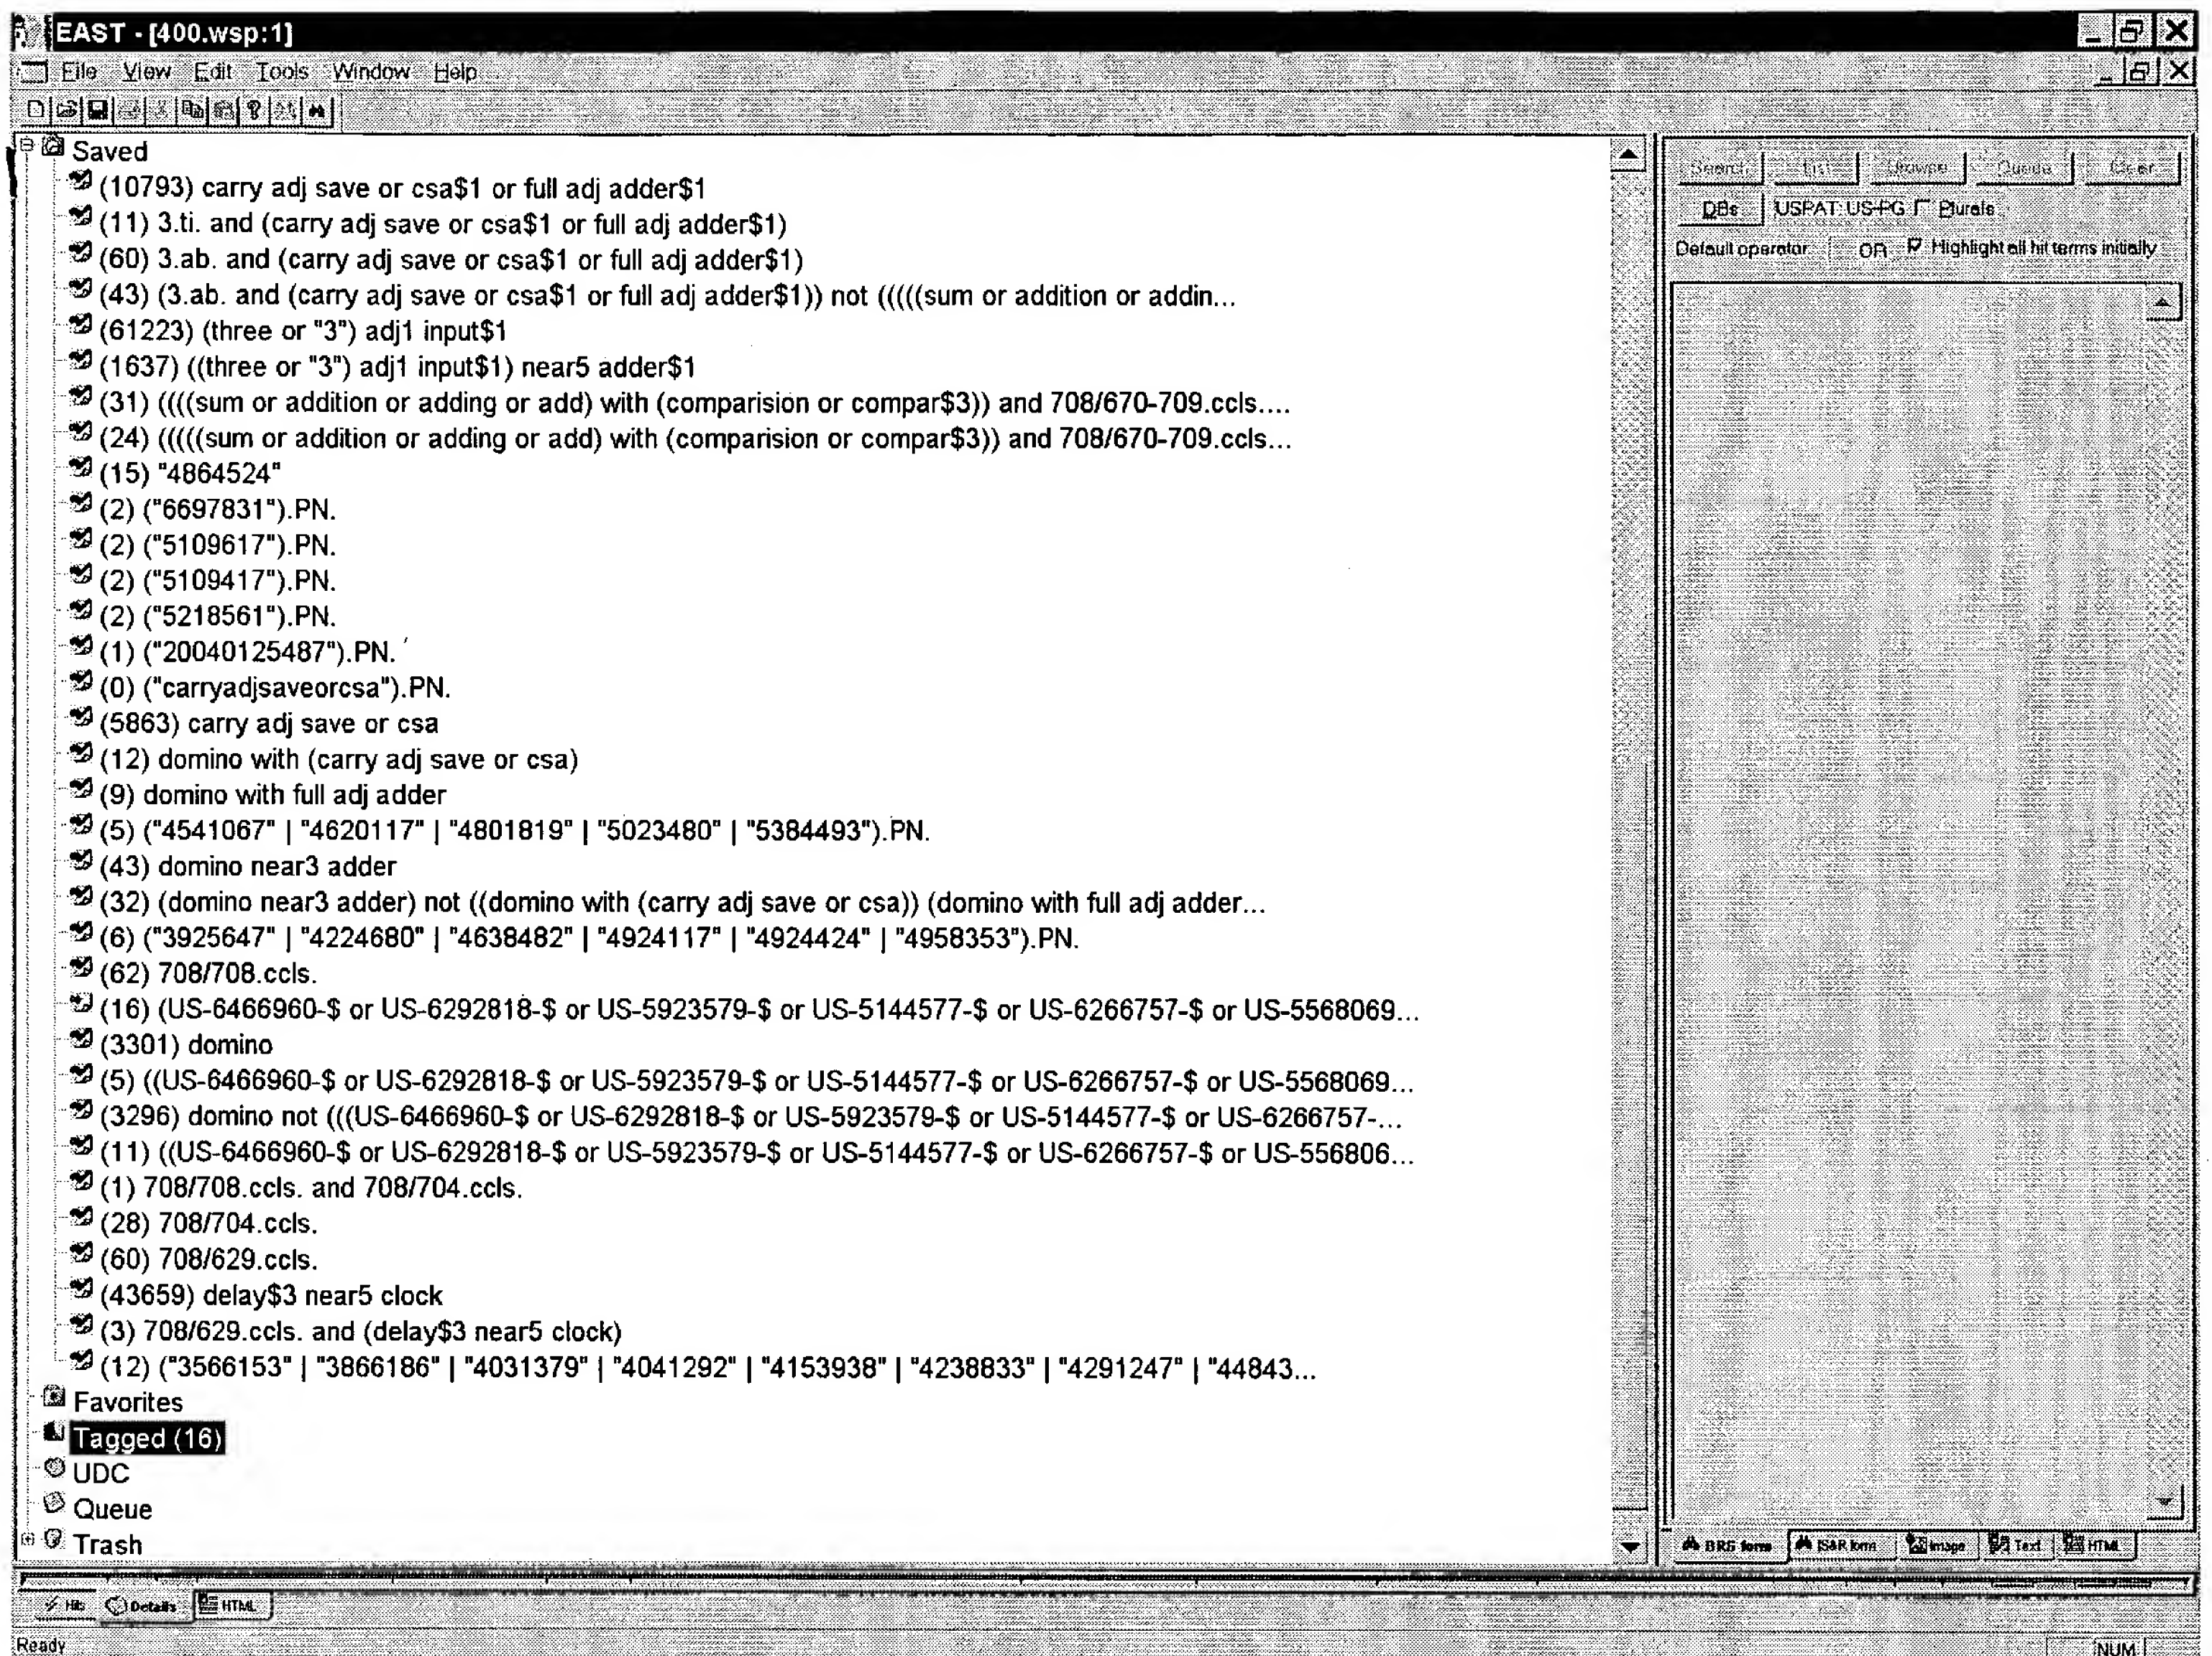 EAST - [400.wsp:1]
File View Edit Tools Window Help
Saved
(10793) carry adj save or csa$1 or full adj adder$1
(11) 3.ti. and (carry adj save or csa$1 or full adj adder$1)
(60) 3.ab. and (carry adj save or csa$1 or full adj adder$1)
(43) (3.ab. and (carry adj save or csa$1 or full adj adder$1)) not (((((sum or addition or addin...
(61223) (three or "3") adj1 input$1
(1637) ((three or "3") adj1 input$1) near5 adder$1
(31) ((((sum or addition or adding or add) with (comparision or compar$3)) and 708/670-709.ccls....
(24) (((((sum or addition or adding or add) with (comparision or compar$3)) and 708/670-709.ccls...
(15) "4864524"
(2) ("6697831").PN.
(2) ("5109617").PN.
(2) ("5109417").PN.
(2) ("5218561").PN.
(1) ("20040125487").PN.
(0) ("carryadjsaveorcsa").PN.
(5863) carry adj save or csa
(12) domino with (carry adj save or csa)
(9) domino with full adj adder
(5) ("4541067" | "4620117" | "4801819" | "5023480" | "5384493").PN.
(43) domino near3 adder
(32) (domino near3 adder) not ((domino with (carry adj save or csa)) (domino with full adj adder...
(6) ("3925647" | "4224680" | "4638482" | "4924117" | "4924424" | "4958353").PN.
(62) 708/708.ccls.
(16) (US-6466960-$ or US-6292818-$ or US-5923579-$ or US-5144577-$ or US-6266757-$ or US-5568069...
(3301) domino
(5) ((US-6466960-$ or US-6292818-$ or US-5923579-$ or US-5144577-$ or US-6266757-$ or US-5568069...
(3296) domino not (((US-6466960-$ or US-6292818-$ or US-5923579-$ or US-5144577-$ or US-6266757-...
(11) ((US-6466960-$ or US-6292818-$ or US-5923579-$ or US-5144577-$ or US-6266757-$ or US-556806...
(1) 708/708.ccls. and 708/704.ccls.
(28) 708/704.ccls.
(60) 708/629.ccls.
(43659) delay$3 near5 clock
(3) 708/629.ccls. and (delay$3 near5 clock)
(12) ("3566153" | "3866186" | "4031379" | "4041292" | "4153938" | "4238833" | "4291247" | "44843...
Favorites
Tagged (16)
UDC
Queue
Trash
Search List Browse Queue Clear
DBs USPAT: US-PG Plurals
Default operator: OR Highlight all hit terms initially
BRS form IS&R form Image Text HTML
Hits Details HTML
Ready NUM